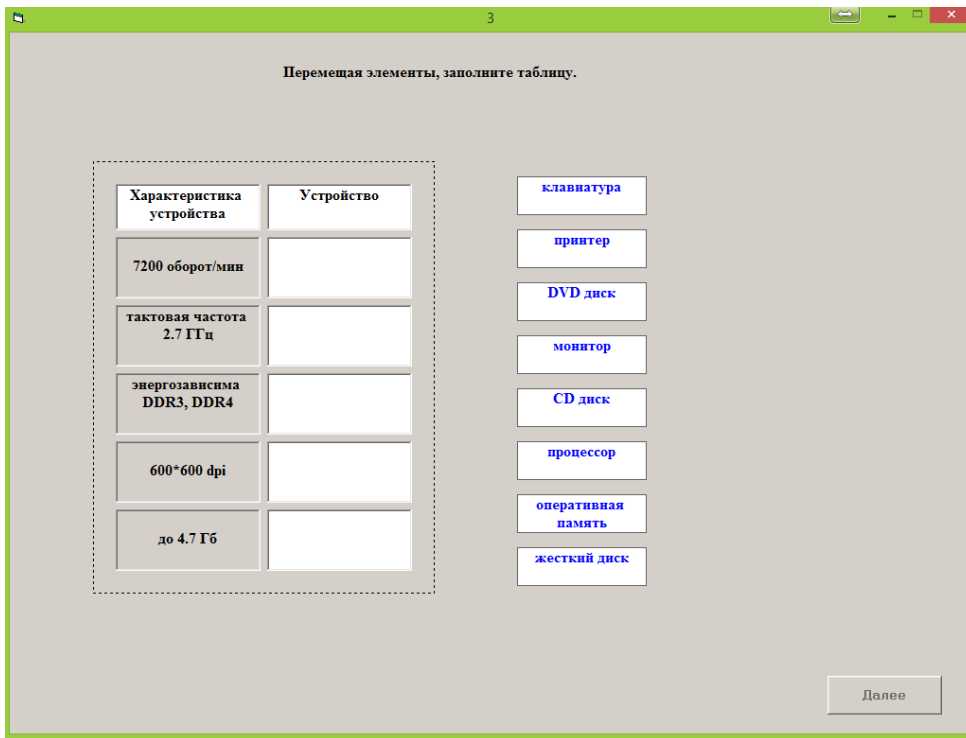 3
Перемещая элементы, заполните таблицу.
Характеристика
устройства
Устройство
7200 оборот/мин
тактовая частота
2.7 ГГц
энергозависима
DDR3, DDR4
600*600 dpi
до 4.7 Гб
клавиатура
принтер
DVD диск
монитор
CD диск
процессор
оперативная
память
жесткий диск
Далее